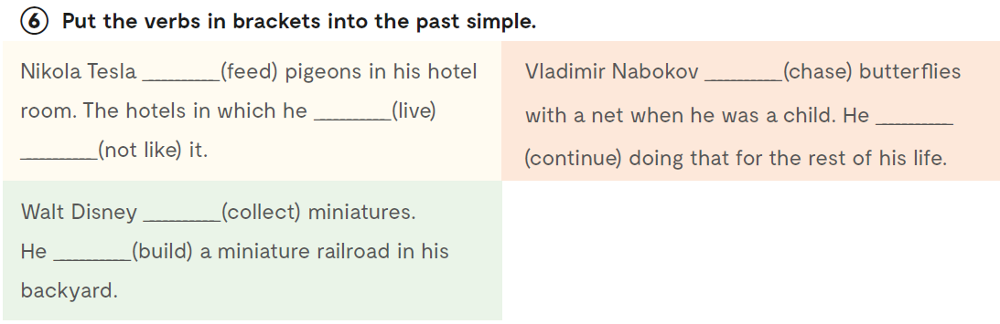 6 Put the verbs in brackets into the past simple.
Nikola Tesla ________(feed) pigeons in his hotel
room. The hotels in which he ________(live)
________(not like) it.
Vladimir Nabokov ________(chase) butterflies
with a net when he was a child. He ________
(continue) doing that for the rest of his life.
Walt Disney ________(collect) miniatures.
He ________(build) a miniature railroad in his
backyard.